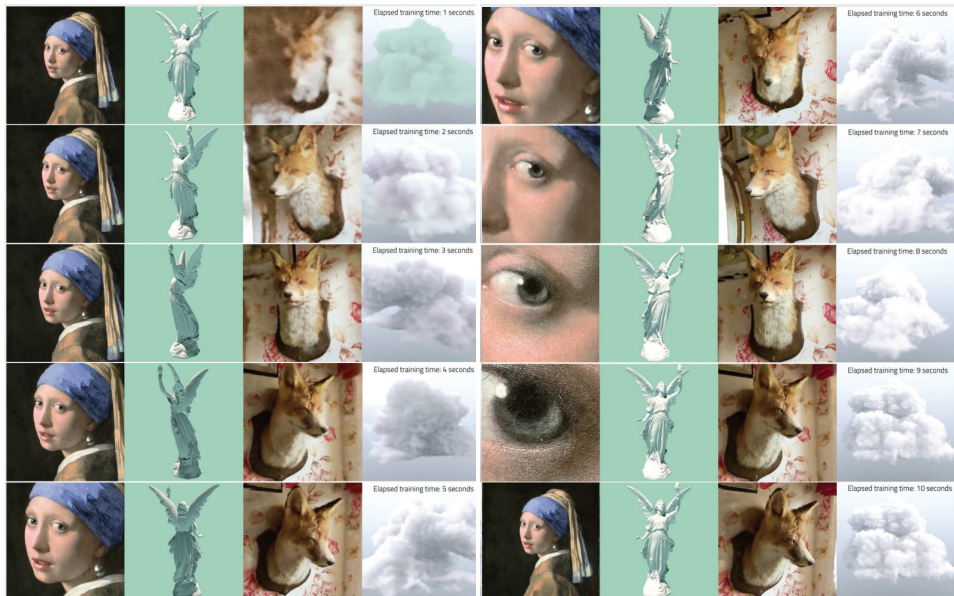 Elapsed training time: 1 seconds
Elapsed training time: 2 seconds
Elapsed training time: 3 seconds
Elapsed training time: 4 seconds
Elapsed training time: 5 seconds
Elapsed training time: 6 seconds
Elapsed training time: 7 seconds
Elapsed training time: 8 seconds
Elapsed training time: 9 seconds
Elapsed training time: 10 seconds